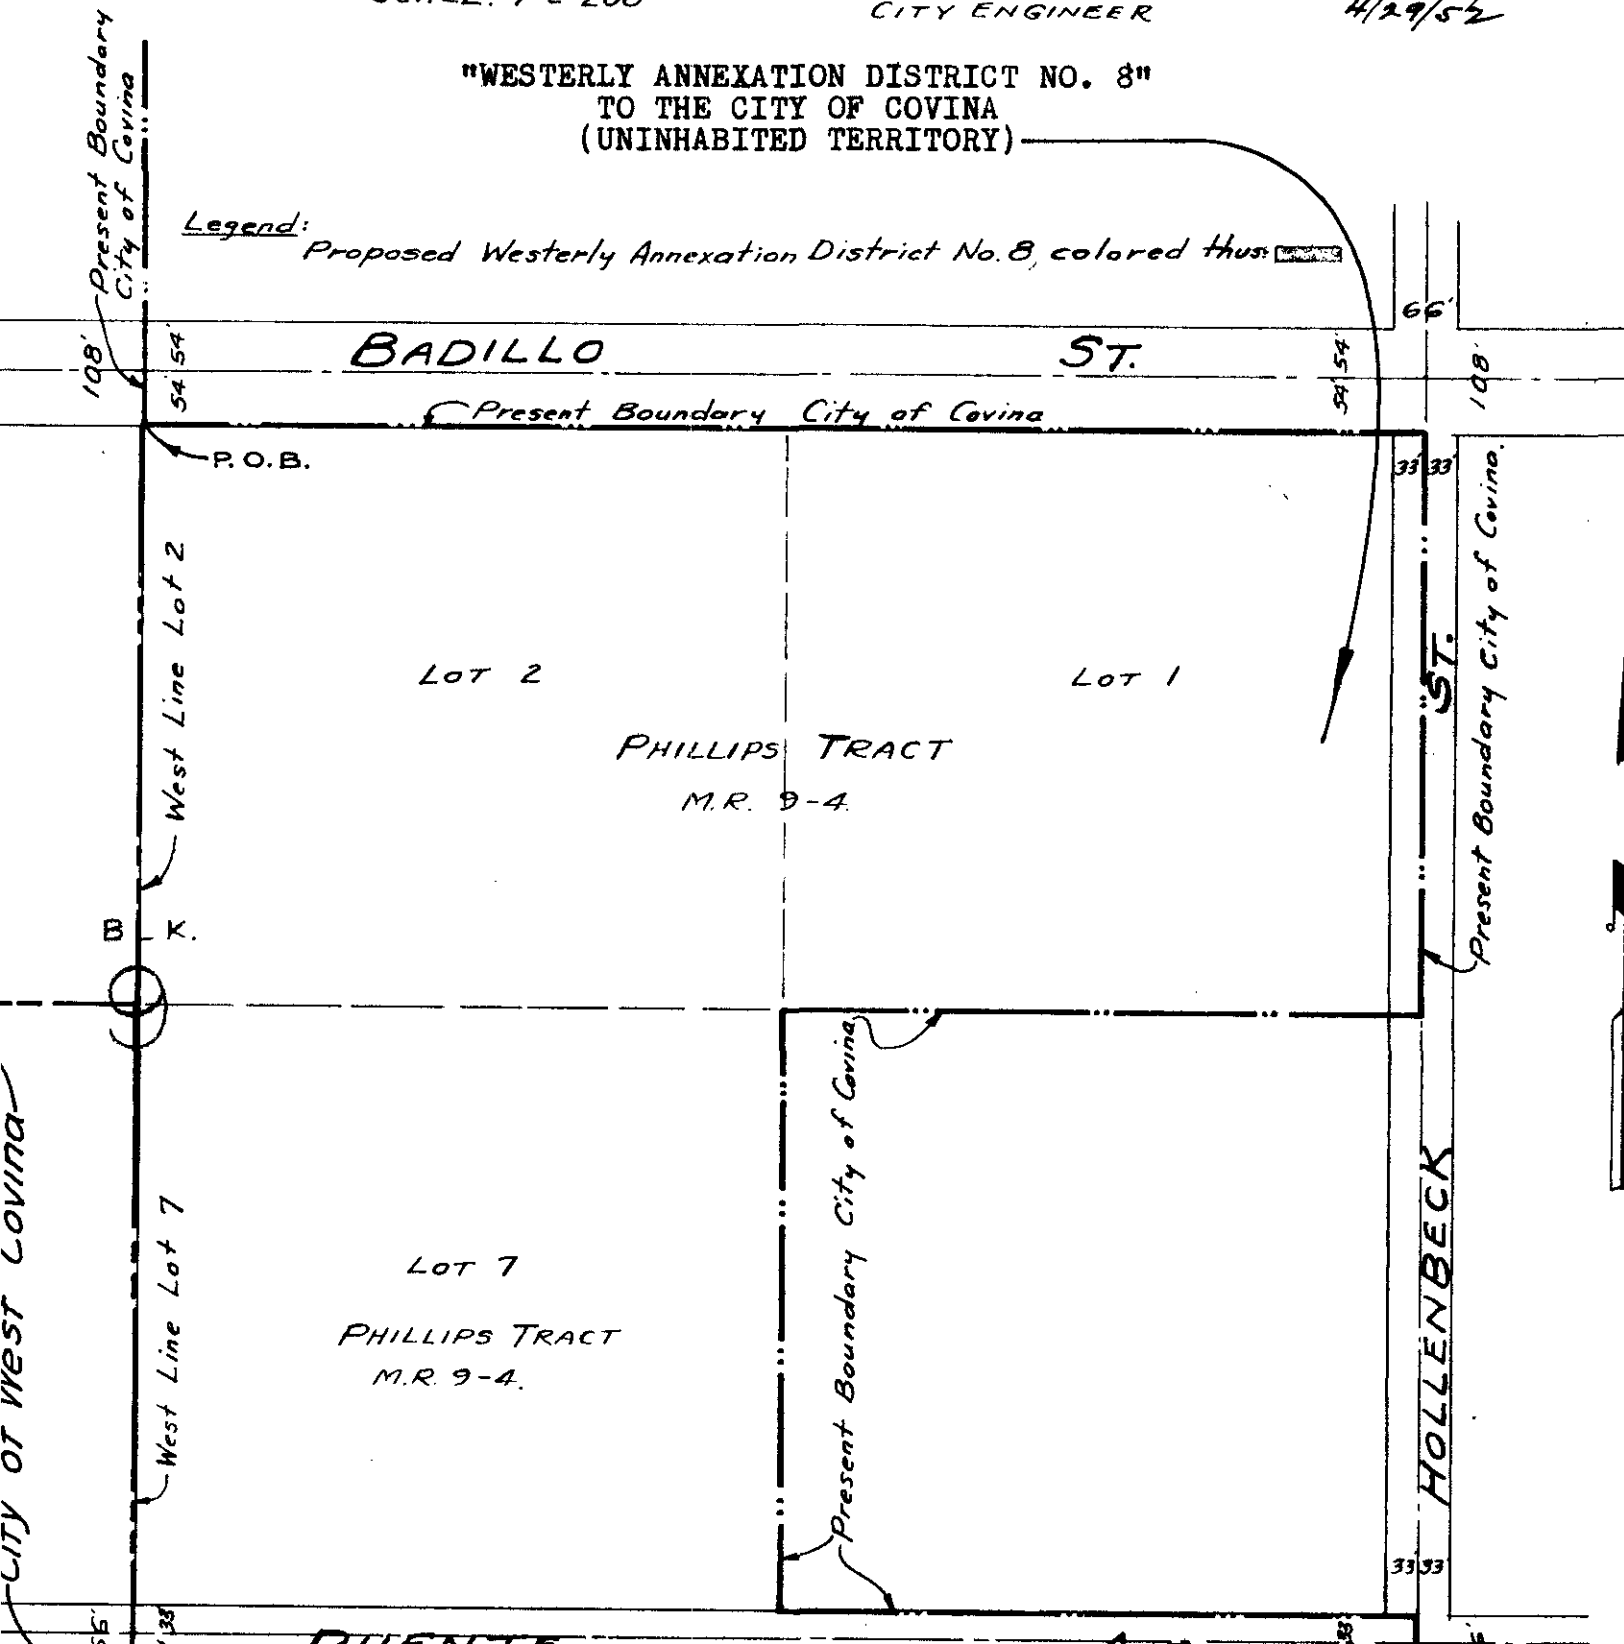 CITY ENGINEER
4/29/52
"WESTERLY ANNEXATION DISTRICT NO. 8"
TO THE CITY OF COVINA
(UNINHABITED TERRITORY)
Present Boundary
City of Covina
Legend:
Proposed Westerly Annexation District No. 8, colored thus:
66'
108'
54' 54'
BADILLO ST.
54' 54'
108'
Present Boundary City of Covina
P.O.B.
33' 33'
West Line Lot 2
LOT 2
LOT 1
PHILLIPS TRACT
M.R. 9-4.
ST.
Present Boundary City of Covina.
B K.
Present Boundary City of Covina
City of West Covina
West Line Lot 7
LOT 7
PHILLIPS TRACT
M.R. 9-4.
HOLLENBECK
33' 33'
33'
PUENTE
33'